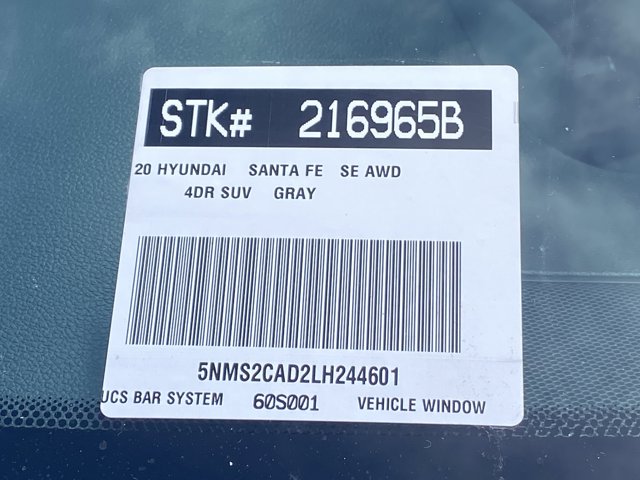 STK# 216965B
20 HYUNDAI SANTA FE SE AWD
4DR SUV GRAY
5NMS2CAD2LH244601
UCS BAR SYSTEM 60S001 VEHICLE WINDOW